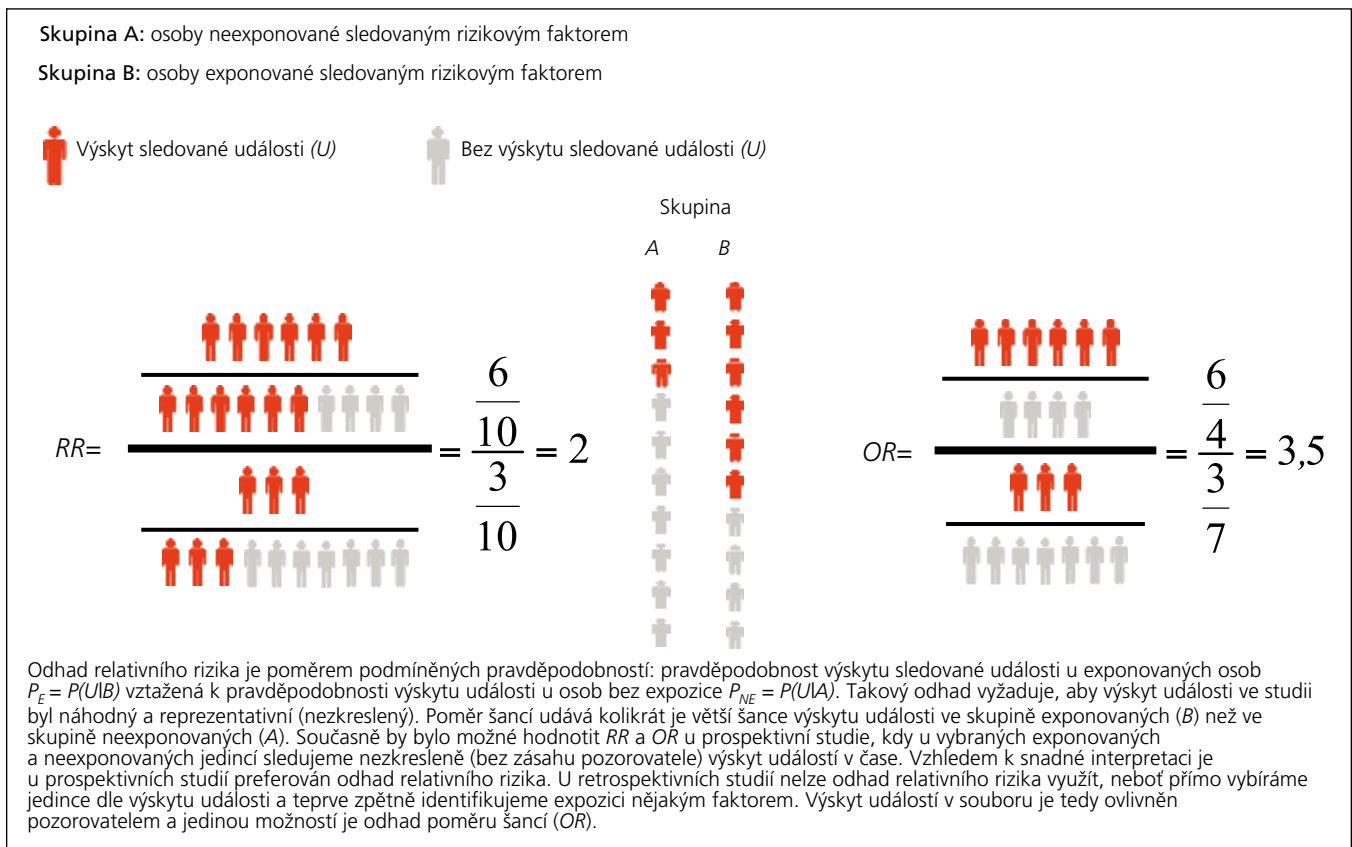 Skupina A: osoby neexponované sledovaným rizikovým faktorem
Skupina B: osoby exponované sledovaným rizikovým faktorem
Výskyt sledované události (U)
Bez výskytu sledované události (U)
Skupina
A B
RR= = 6/10 / 3/10 = 2
OR= = 6/4 / 3/7 = 3,5
Odhad relativního rizika je poměrem podmíněných pravděpodobností: pravděpodobnost výskytu sledované události u exponovaných osob
P_E = P(U|B) vztažená k pravděpodobnosti výskytu události u osob bez expozice P_NE = P(U|A). Takový odhad vyžaduje, aby výskyt události ve studii
byl náhodný a reprezentativní (nezkreslený). Poměr šancí udává kolikrát je větší šance výskytu události ve skupině exponovaných (B) než ve
skupině neexponovaných (A). Současně by bylo možné hodnotit RR a OR u prospektivní studie, kdy u vybraných exponovaných
a neexponovaných jedincí sledujeme nezkresleně (bez zásahu pozorovatele) výskyt událostí v čase. Vzhledem k snadné interpretaci je
u prospektivních studií preferován odhad relativního rizika. U retrospektivních studií nelze odhad relativního rizika využít, neboť přímo vybíráme
jedince dle výskytu události a teprve zpětně identifikujeme expozici nějakým faktorem. Výskyt událostí v souboru je tedy ovlivněn
pozorovatelem a jedinou možností je odhad poměru šancí (OR).